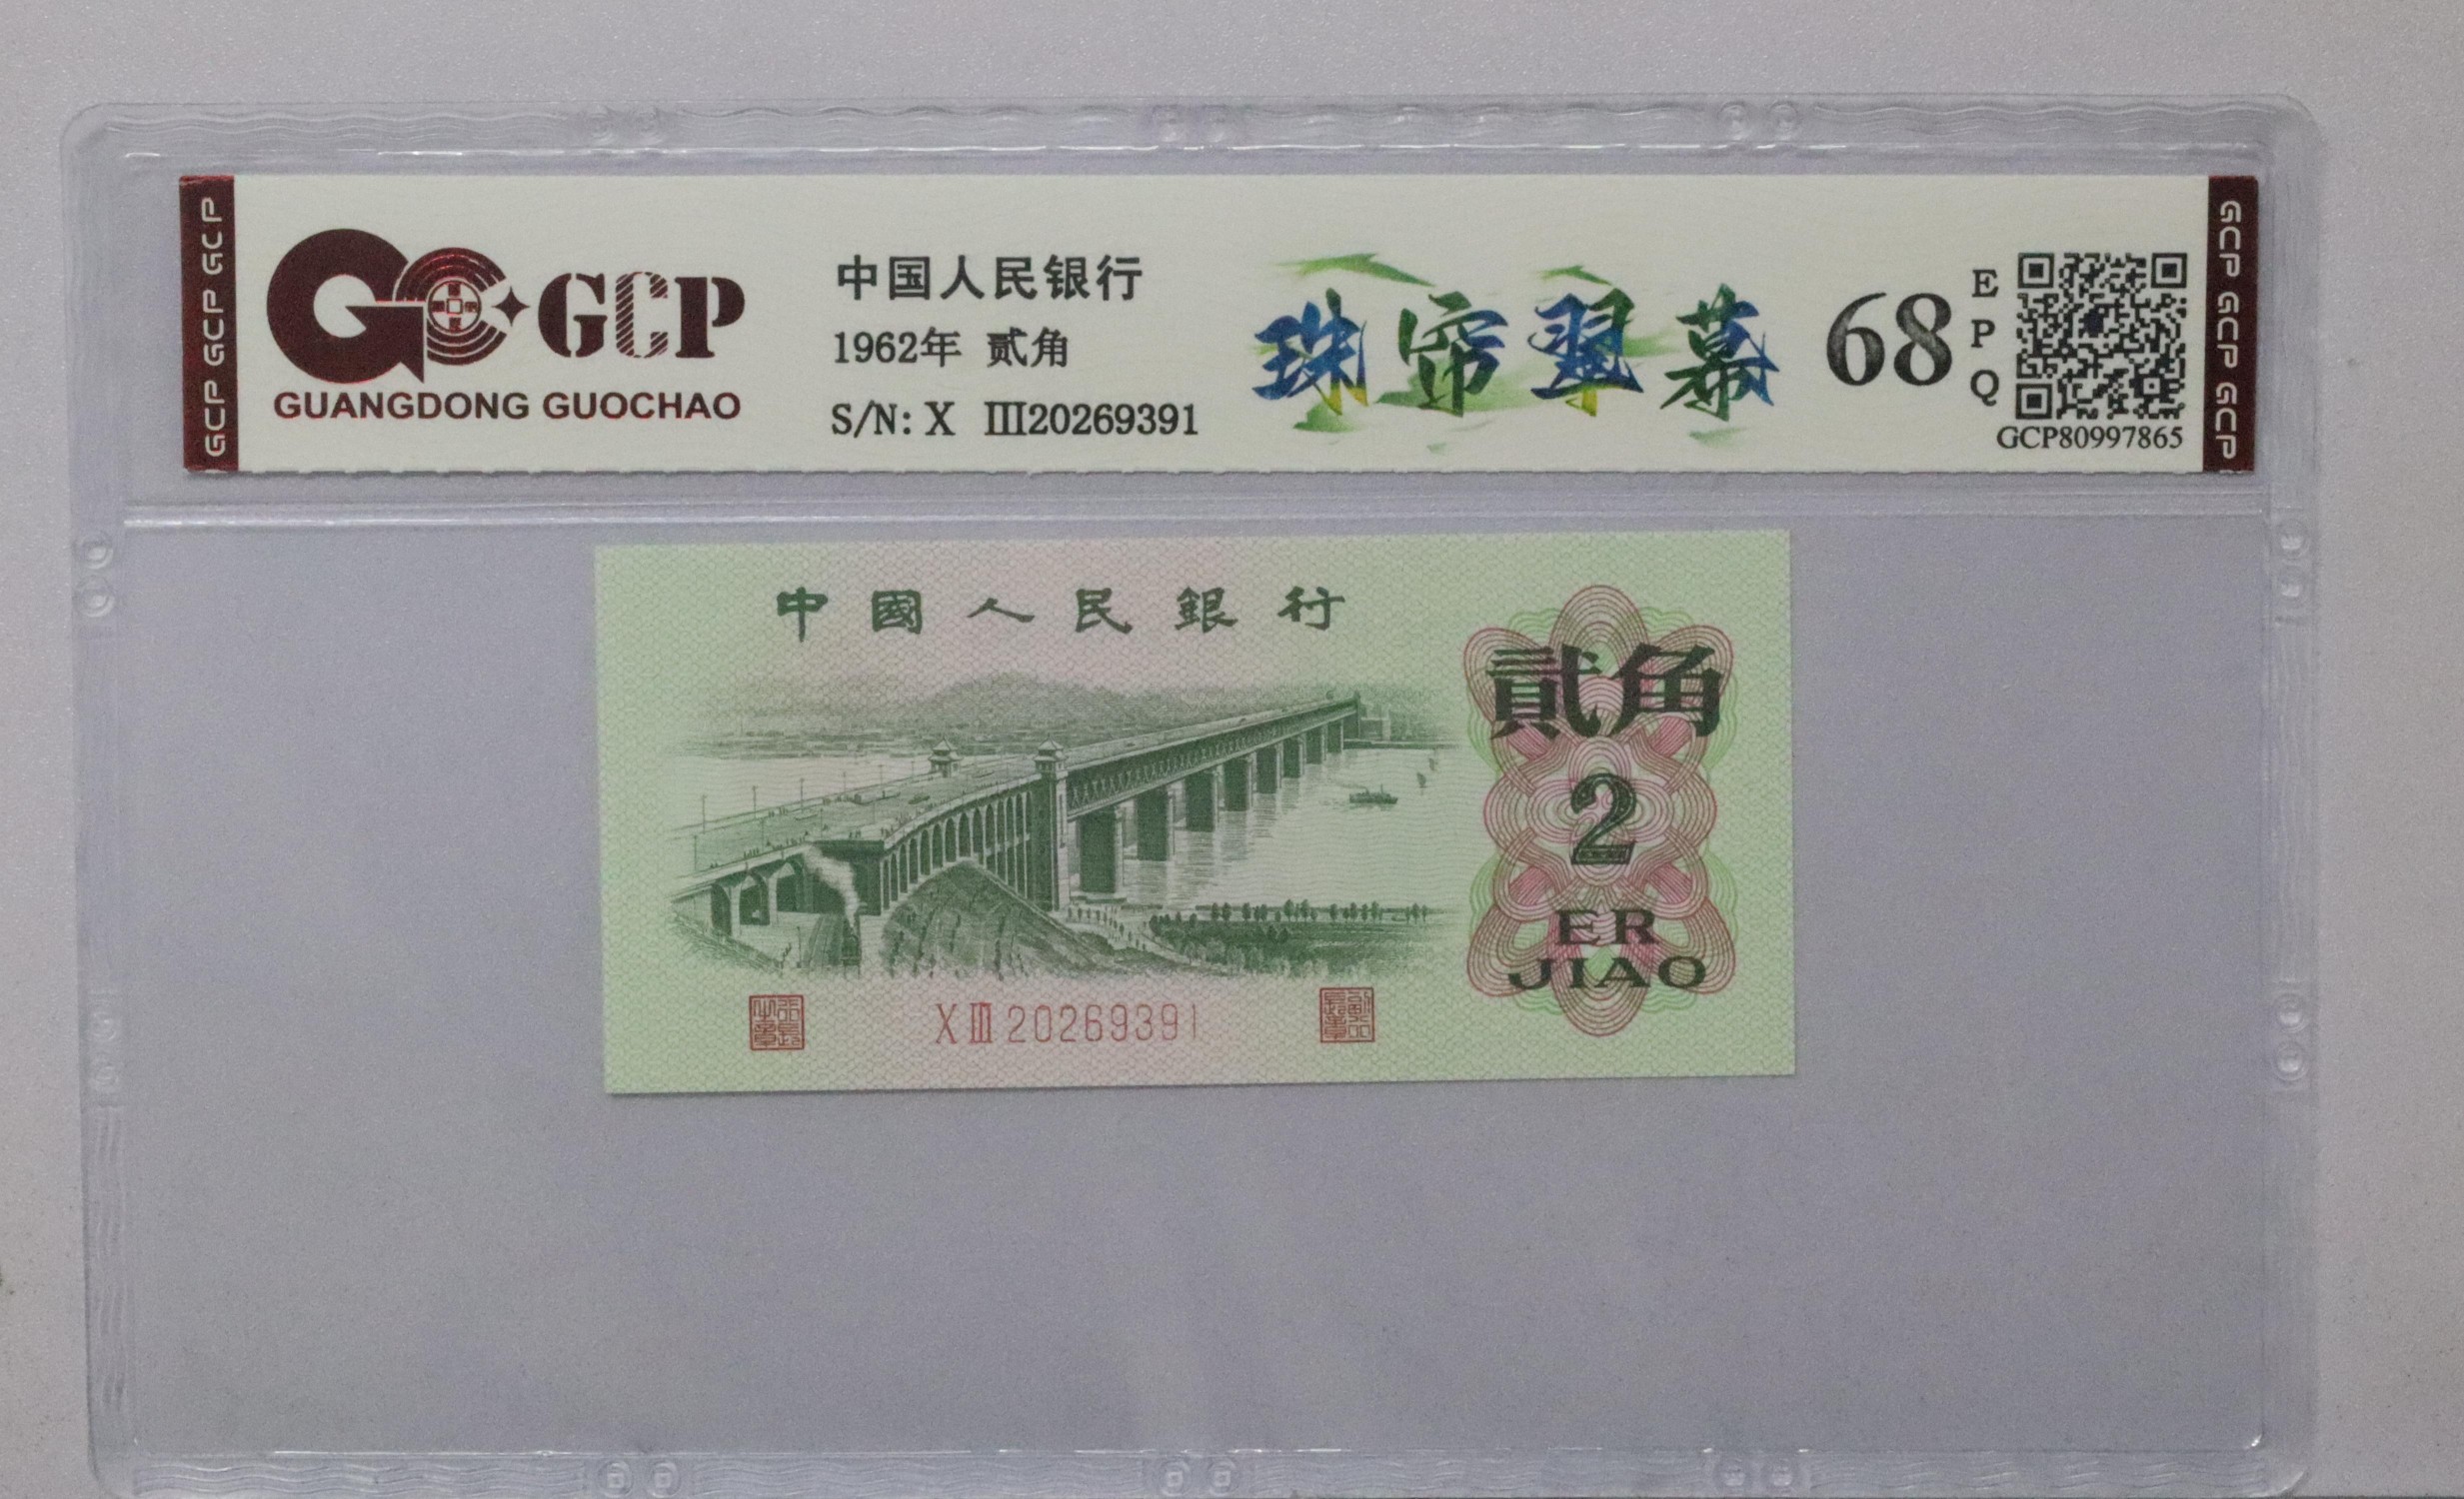 GCP GCP GCP
GCP
GUANGDONG GUOCHAO
中国人民银行
1962年 贰角
S/N: X III20269391
珠帘翠幕
68
EPQ
GCP80997865
GCP GCP GCP
中國人民銀行
貳角
2
ER
JIAO
X III 20269391